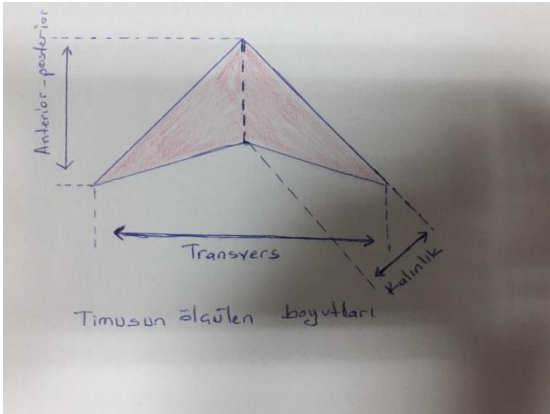 Anterior-posterior
Transvers
Kalınlık
Timusun ölçülen boyutları